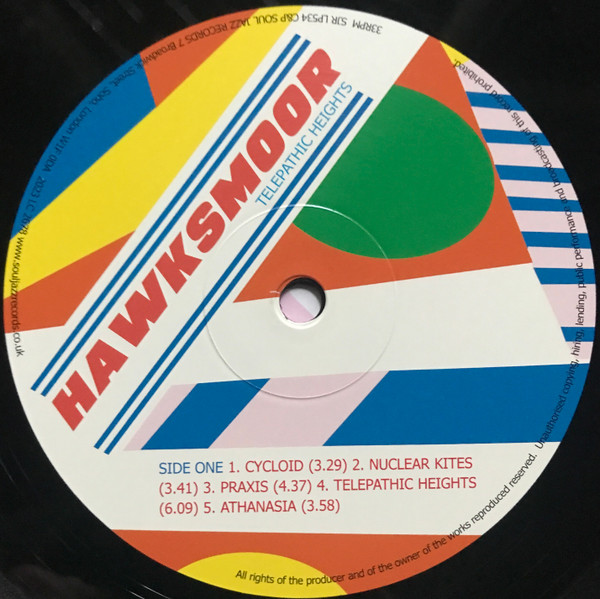 HAWKSMOOR
TELEPATHIC HEIGHTS
SIDE ONE 1. CYCLOID (3.29) 2. NUCLEAR KITES
(3.41) 3. PRAXIS (4.37) 4. TELEPATHIC HEIGHTS
(6.09) 5. ATHANASIA (3.58)
33RPM SJR LP534 C&P SOUL JAZZ RECORDS 7 Broadwick Street, Soho, London W1F 0DA 2023 LC 2678 www.souljazzrecords.co.uk
All rights of the producer and of the owner of the works reproduced reserved. Unauthorised copying, hiring, lending, public performance and broadcasting of this record prohibited.